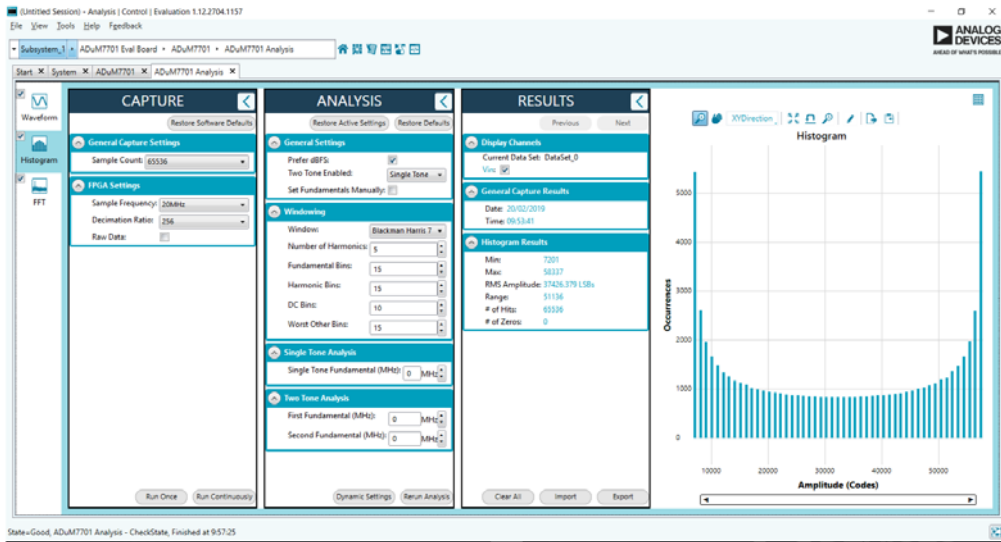 (Untitled Session) - Analysis | Control | Evaluation 1.12.2704.1157
File View Tools Help Feedback
ANALOG
DEVICES
AHEAD OF WHAT'S POSSIBLE
Subsystem_1 ADuM7701 Eval Board ADuM7701 ADuM7701 Analysis
Start System ADuM7701 ADuM7701 Analysis
Waveform
Histogram
FFT
CAPTURE
Restore Software Defaults
General Capture Settings
Sample Count: 65536
FPGA Settings
Sample Frequency: 20MHz
Decimation Ratio: 256
Raw Data:
Run Once Run Continuously
ANALYSIS
Restore Active Settings Restore Defaults
General Settings
Prefer dBFS:
Two Tone Enabled: Single Tone ...
Set Fundamentals Manually:
Windowing
Window: Blackman Harris 7
Number of Harmonics: 5
Fundamental Bins: 15
Harmonic Bins: 15
DC Bins: 10
Worst Other Bins: 15
Single Tone Analysis
Single Tone Fundamental (MHz): 0 MHz
Two Tone Analysis
First Fundamental (MHz): 0 MHz
Second Fundamental (MHz): 0 MHz
Dynamic Settings Rerun Analysis
RESULTS
Previous Next
Display Channels
Current Data Set: DataSet_0
Vin:
General Capture Results
Date: 20/02/2019
Time: 09:53:41
Histogram Results
Min: 7201
Max: 58337
RMS Amplitude: 37426.379 LSBs
Range: 51136
# of Hits: 65536
# of Zeros: 0
Clear All Import Export
XYDirection
Histogram
Occurrences
5000
4000
3000
2000
1000
0
10000 20000 30000 40000 50000
Amplitude (Codes)
State=Good, ADuM7701 Analysis - CheckState, Finished at 9:57:25